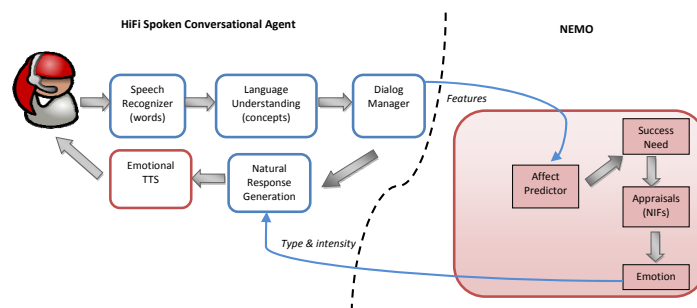 HiFi Spoken Conversational Agent
NEMO
Speech
Recognizer
(words)
Language
Understanding
(concepts)
Dialog
Manager
Features
Success
Need
Emotional
TTS
Natural
Response
Generation
Affect
Predictor
Appraisals
(NIFs)
Type & intensity
Emotion